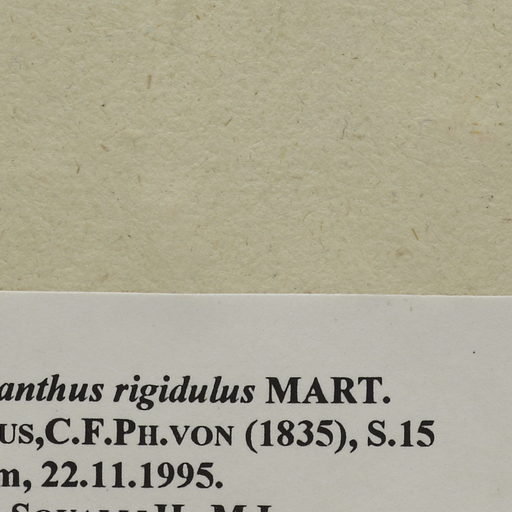 anthus rigidulus MART.
US,C.F.PH.VON (1835), S.15
m, 22.11.1995.